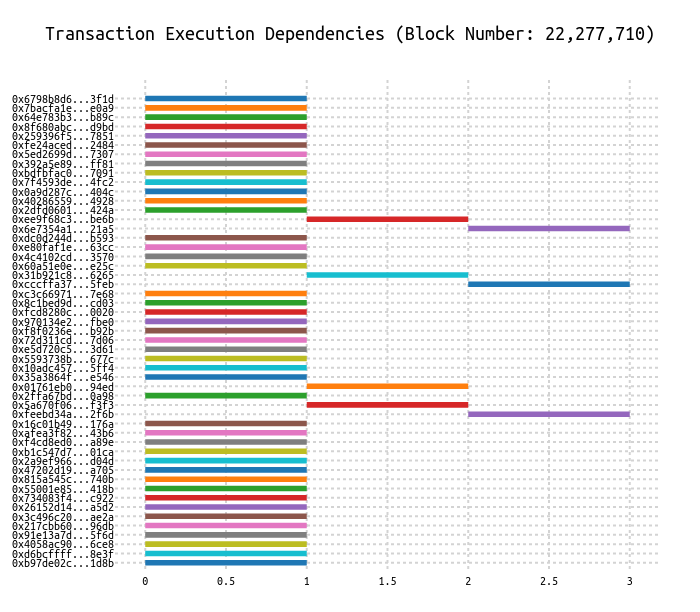 Transaction Execution Dependencies (Block Number: 22,277,710)
0x6798b8d6...3f1d
0x7bacfa1e...e0a9
0x64e783b3...b89c
0x8f680abc...d9bd
0x259396f5...7851
0xfe24aced...2484
0x5ed2699d...7307
0x392a5e89...ff81
0xbdfbfac0...7091
0x7f4593de...4fc2
0x0a9d287c...404c
0x40286559...4928
0x2dfd0601...424a
0xee9f68c3...be6b
0x6e7354a1...21a5
0xdc0d244d...b593
0xe80faf1e...63cc
0x4c4102cd...3570
0x60a51e0e...e25c
0x31b921c8...6265
0xcccffa37...5feb
0xc3c66971...7e68
0x8c1bed9d...cd03
0xfcd8280c...0020
0x970134e2...fbe0
0xf8f0236e...b92b
0x72d311cd...7d06
0xe5d720c5...3d61
0x5593738b...677c
0x10adc457...5ff4
0x35a3864f...e546
0x01761eb0...94ed
0x2ffa67bd...0a98
0x5a670f06...f3f3
0xfeebd34a...2f6b
0x16c01b49...176a
0xafea3f82...43b6
0xf4cd8ed0...a89e
0xb1c547d7...01ca
0x2a9ef966...d04d
0x47202d19...a705
0x815a545c...740b
0x55001e85...418b
0x734083f4...c922
0x26152d14...a5d2
0x3c496c20...ae2a
0x217cbb60...96db
0x91e13a7d...5f6d
0x4058ac90...6ce8
0xd6bcffff...8e3f
0xb97de02c...1d8b
0 0.5 1 1.5 2 2.5 3